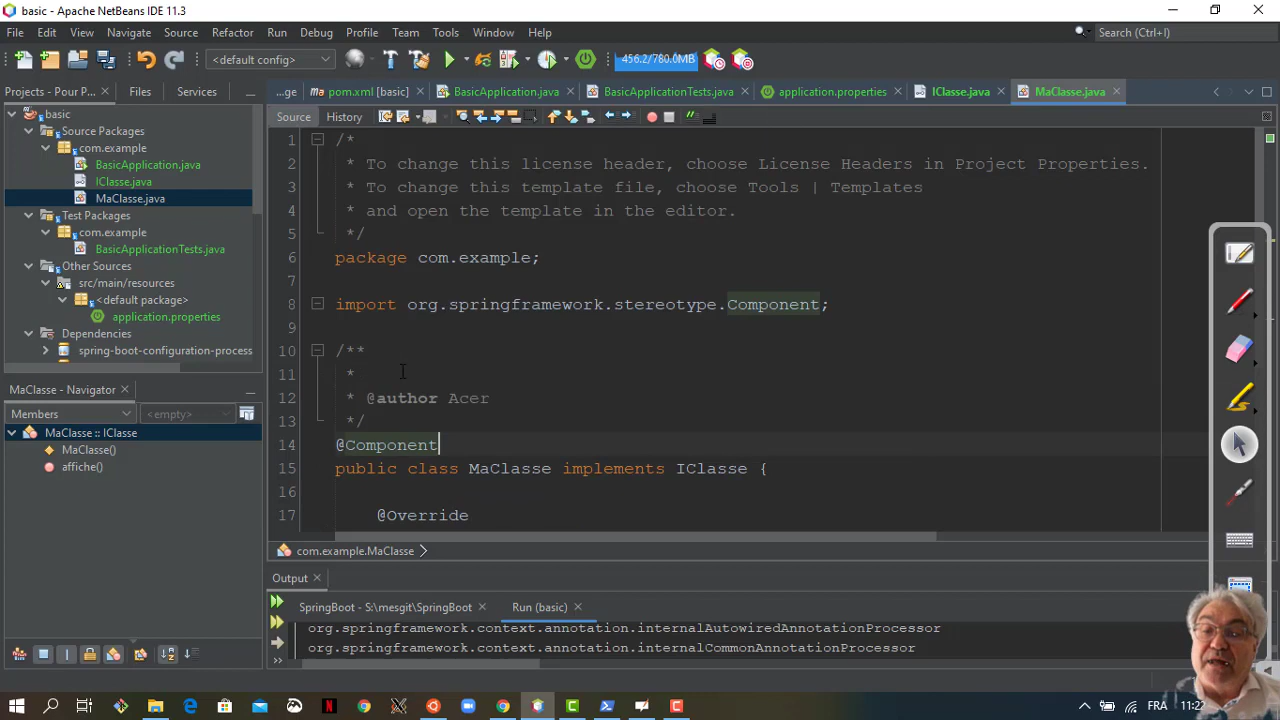 basic - Apache NetBeans IDE 11.3
File Edit View Navigate Source Refactor Run Debug Profile Team Tools Window Help
Search (Ctrl+I)
<default config>
456.2/780.0MB
Projects - Pour P...
Files
Services
...ge
pom.xml [basic]
BasicApplication.java
BasicApplicationTests.java
application.properties
IClasse.java
MaClasse.java
basic
Source Packages
com.example
BasicApplication.java
IClasse.java
MaClasse.java
Test Packages
com.example
BasicApplicationTests.java
Other Sources
src/main/resources
<default package>
application.properties
Dependencies
spring-boot-configuration-process
Source
History
1 /*
2 * To change this license header, choose License Headers in Project Properties.
3 * To change this template file, choose Tools | Templates
4 * and open the template in the editor.
5 */
6 package com.example;
7
8 import org.springframework.stereotype.Component;
9
10 /**
11 *
12 * @author Acer
13 */
14 @Component
15 public class MaClasse implements IClasse {
16
17 @Override
MaClasse - Navigator
Members
<empty>
MaClasse :: IClasse
MaClasse()
affiche()
com.example.MaClasse
Output
SpringBoot - S:\mesgit\SpringBoot
Run (basic)
org.springframework.context.annotation.internalAutowiredAnnotationProcessor
org.springframework.context.annotation.internalCommonAnnotationProcessor
FRA
11:22